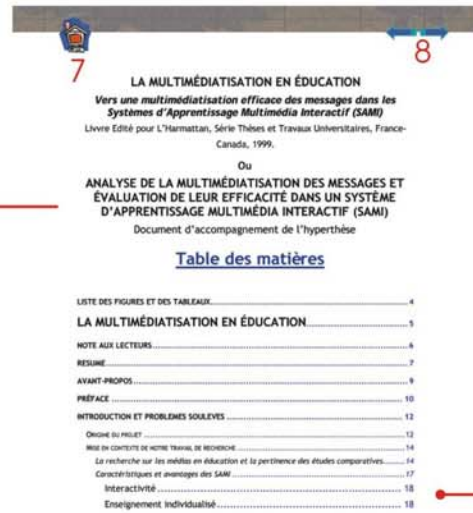 7
8
LA MULTIMÉDIATISATION EN ÉDUCATION
Vers une multimédiatisation efficace des messages dans les
Systèmes d'Apprentissage Multimédia Interactif (SAMI)
Livvre Edité pour L'Harmattan, Série Thèses et Travaux Universitaires, France-
Canada, 1999.
Ou
ANALYSE DE LA MULTIMÉDIATISATION DES MESSAGES ET
ÉVALUATION DE LEUR EFFICACITÉ DANS UN SYSTÈME
D'APPRENTISSAGE MULTIMÉDIA INTERACTIF (SAMI)
Document d'accompagnement de l'hyperthèse
Table des matières
LISTE DES FIGURES ET DES TABLEAUX 4
LA MULTIMÉDIATISATION EN ÉDUCATION 5
NOTE AUX LECTEURS 6
RESUME 7
AVANT-PROPOS 9
PRÉFACE 10
INTRODUCTION ET PROBLEMES SOULEVES 12
ORIGINE DU PROJET 12
MISE EN CONTEXTE DE NOTRE TRAVAIL DE RECHERCHE 14
La recherche sur les médias en éducation et la pertinence des études comparatives 14
Caractéristiques et avantages des SAMI 17
Interactivité 18
Enseignement individualisé 18